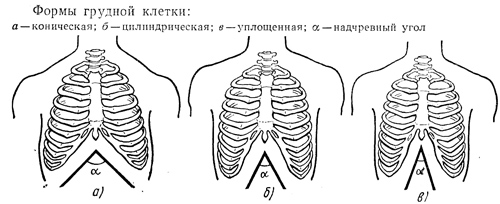 Формы грудной клетки:
а — коническая; б — цилиндрическая; в — уплощенная; α — надчревный угол
α α α
а) б) в)